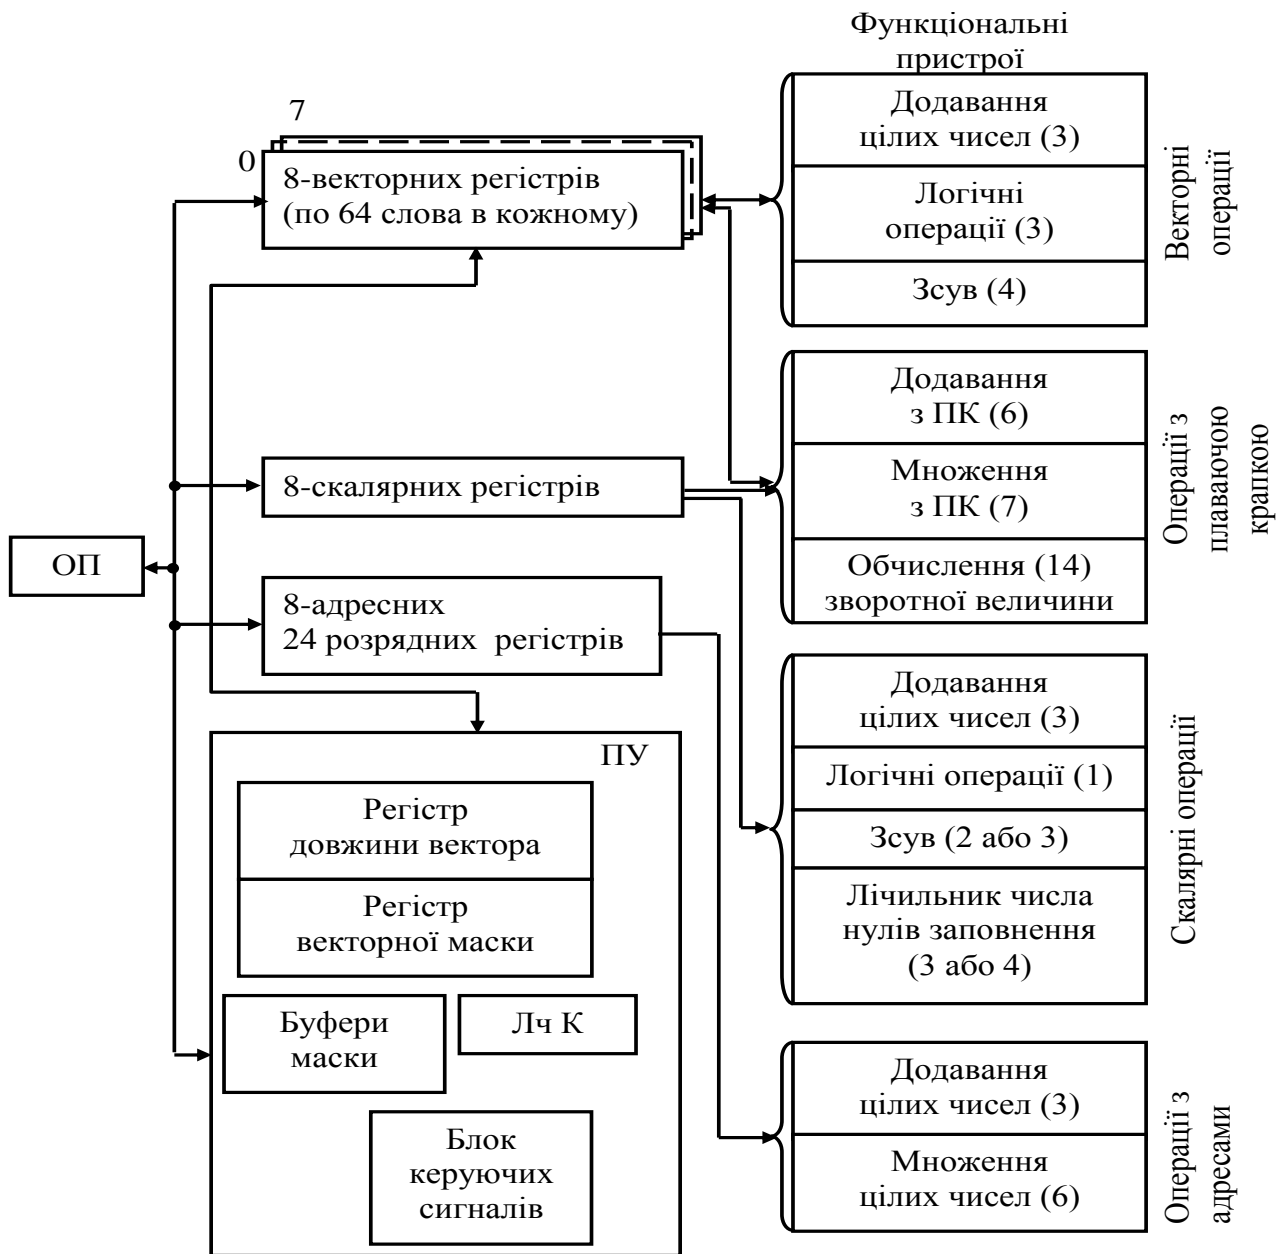 Функціональні
пристрої
7
0
8-векторних регістрів
(по 64 слова в кожному)
Додавання
цілих чисел (3)
Логічні
операції (3)
Зсув (4)
Векторні
операції
Додавання
з ПК (6)
Множення
з ПК (7)
Обчислення (14)
зворотної величини
Операції з
плаваючою
крапкою
8-скалярних регістрів
ОП
8-адресних
24 розрядних регістрів
Додавання
цілих чисел (3)
Логічні операції (1)
Зсув (2 або 3)
Лічильник числа
нулів заповнення
(3 або 4)
Скалярні операції
ПУ
Регістр
довжини вектора
Регістр
векторної маски
Буфери
маски
Лч К
Блок
керуючих
сигналів
Додавання
цілих чисел (3)
Множення
цілих чисел (6)
Операції з
адресами